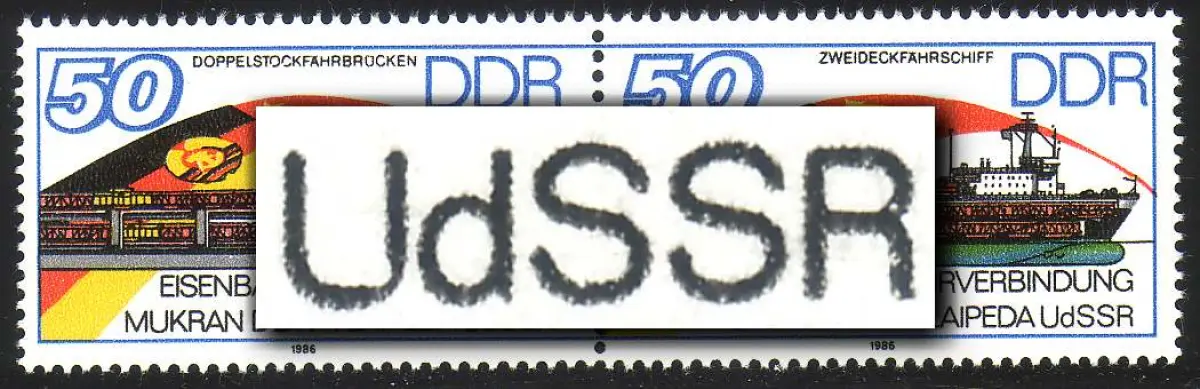 50 DOPPELSTOCKFÄHRBRÜCKEN DDR
50 ZWEIDECKFÄHRSCHIFF DDR
UdSSR
EISENBA
MUKRAN
RVERBINDUNG
AIPEDA UdSSR
1986
1986